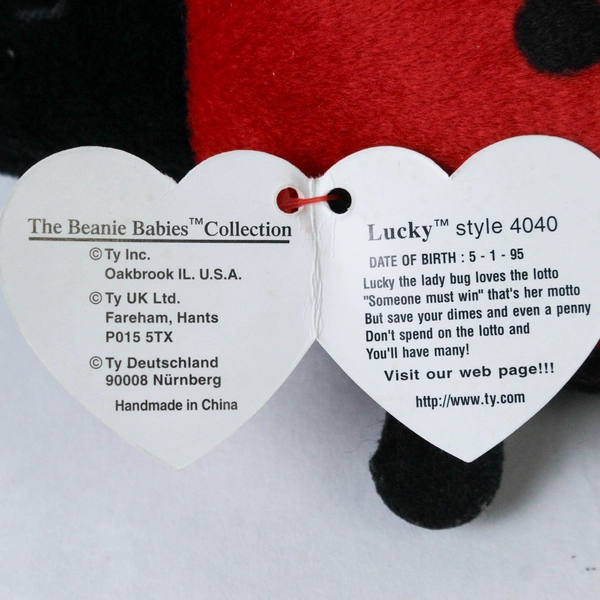 The Beanie Babies™Collection
© Ty Inc.
Oakbrook IL. U.S.A.
© Ty UK Ltd.
Fareham, Hants
P015 5TX
© Ty Deutschland
90008 Nürnberg
Handmade in China
Lucky™ style 4040
DATE OF BIRTH : 5 - 1 - 95
Lucky the lady bug loves the lotto
"Someone must win" that's her motto
But save your dimes and even a penny
Don't spend on the lotto and
You'll have many!
Visit our web page!!!
http://www.ty.com